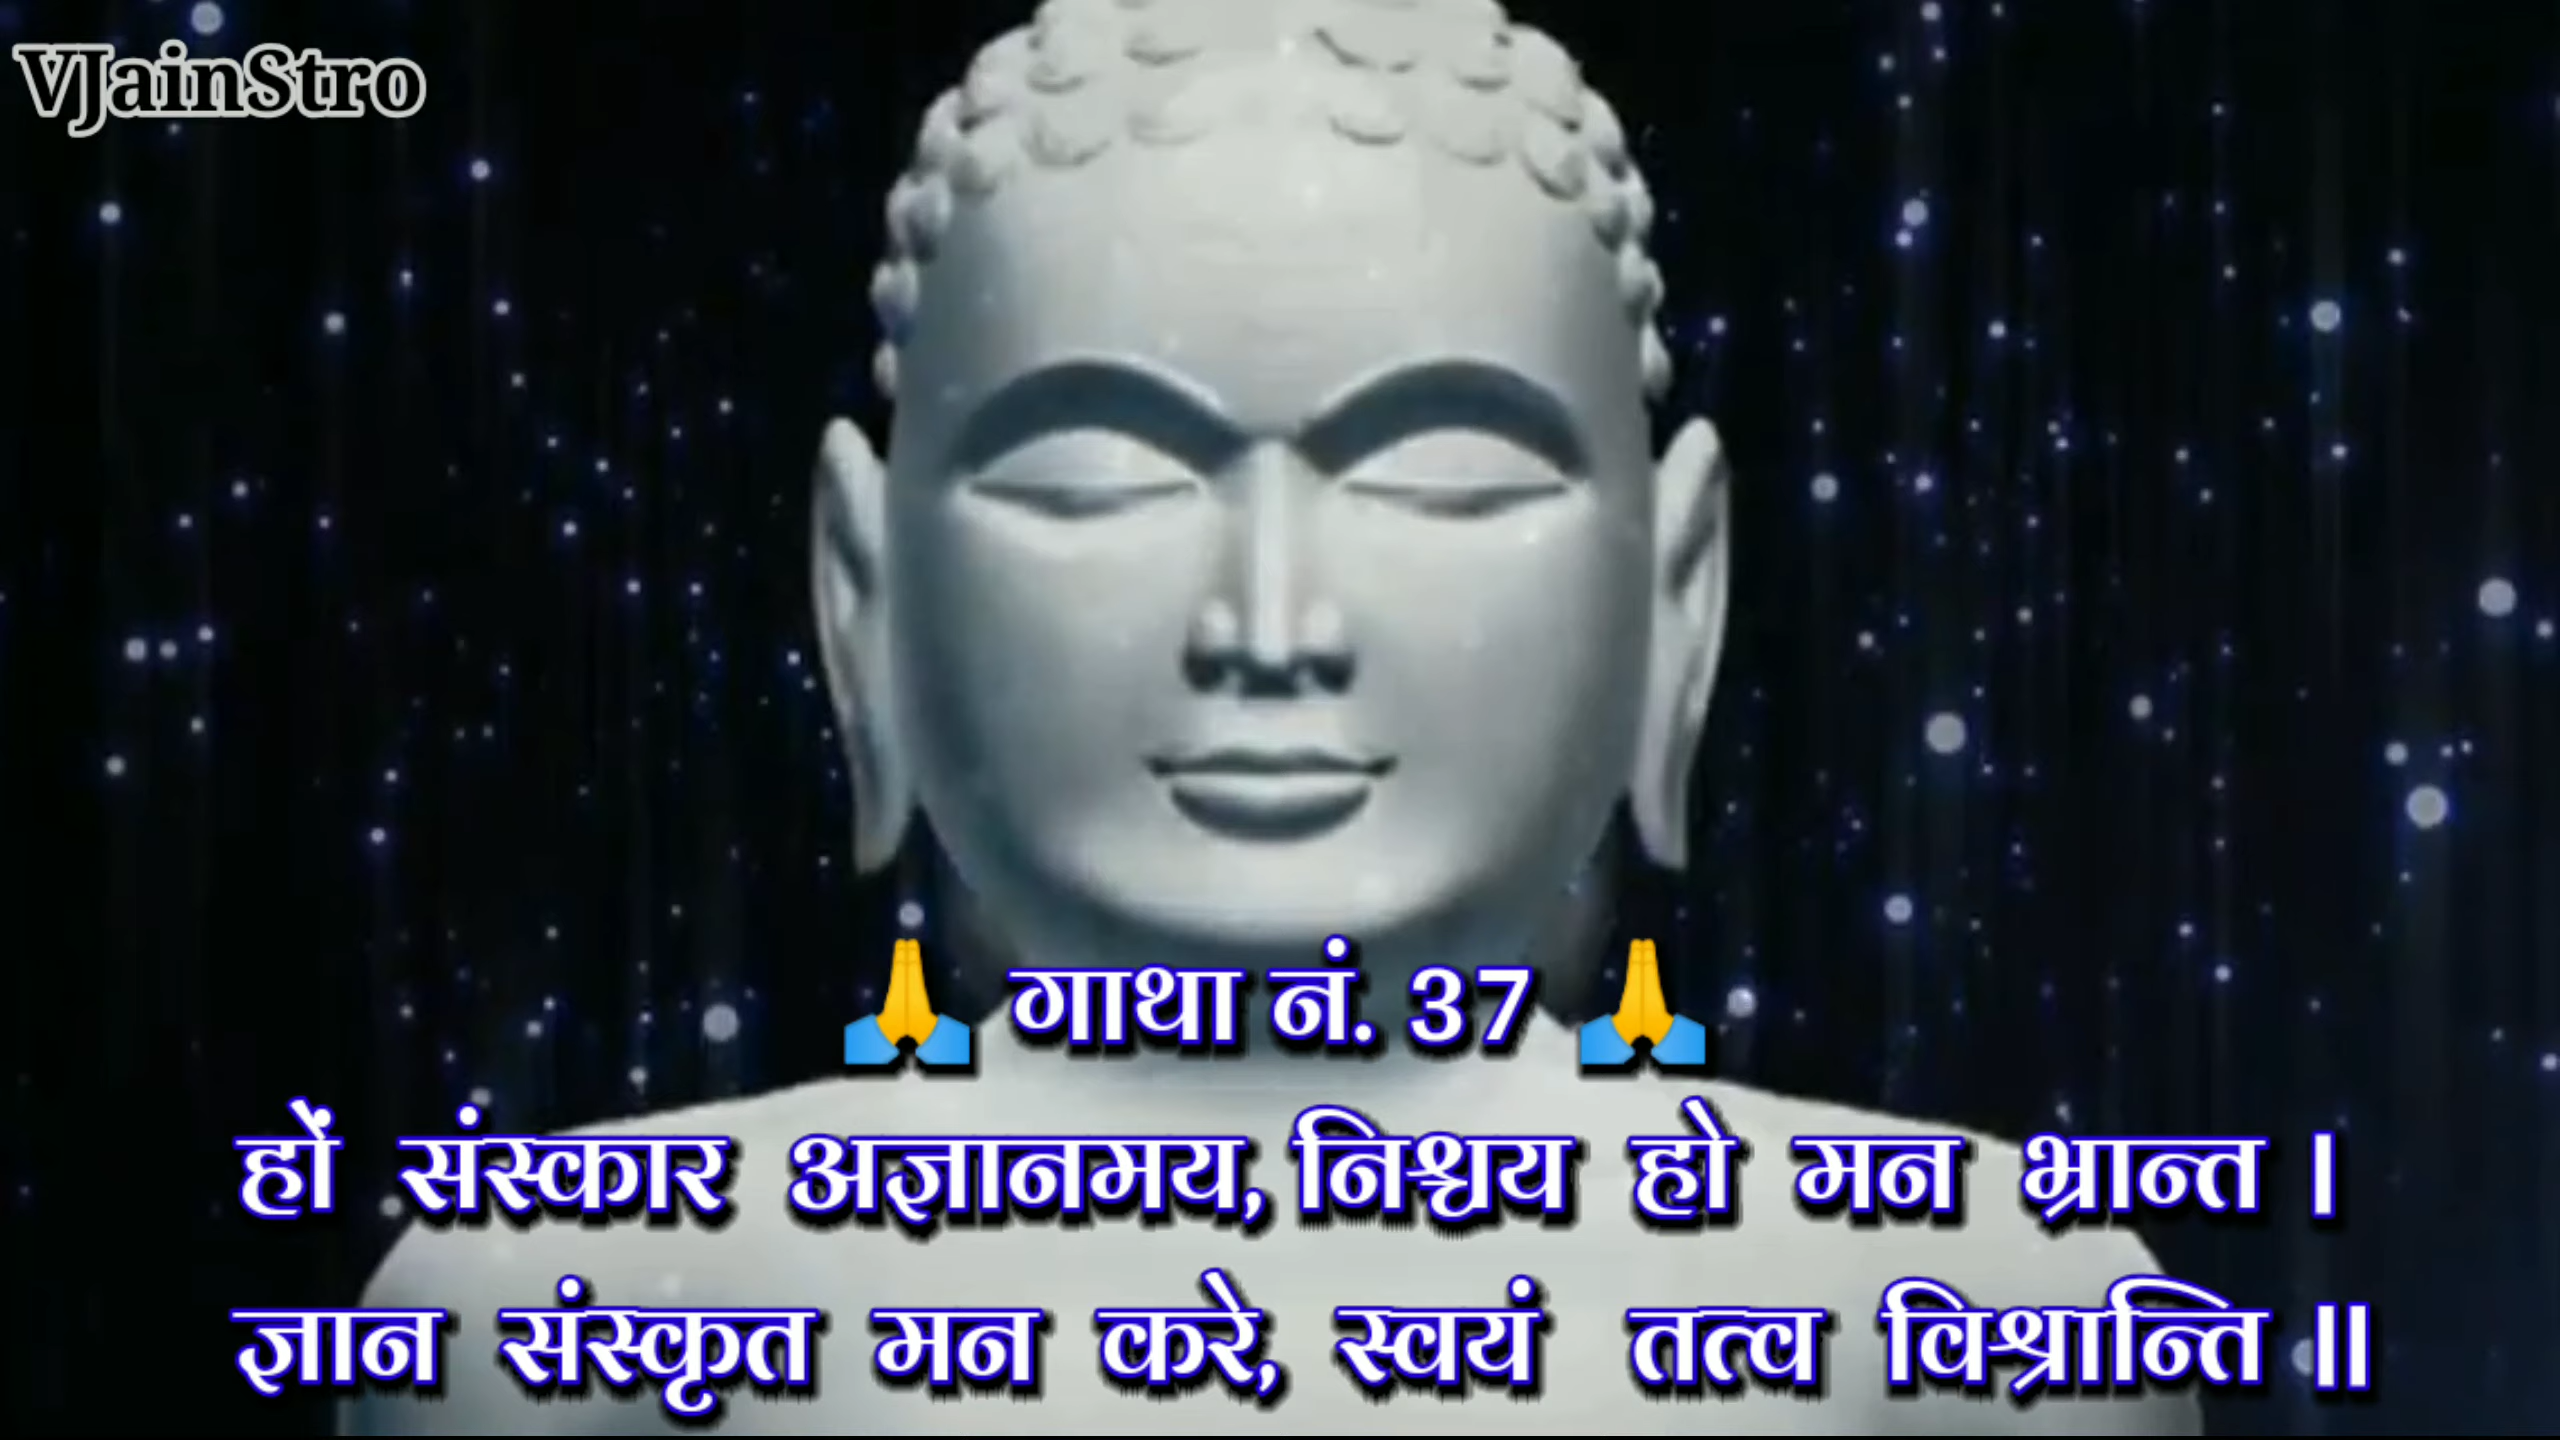 VJainStro
🙏 गाथा नं. 37 🙏
हों संस्कार अज्ञानमय, निश्चय हो मन भ्रान्त ।
ज्ञान संस्कृत मन करे, स्वयं तत्व विश्रान्ति ॥